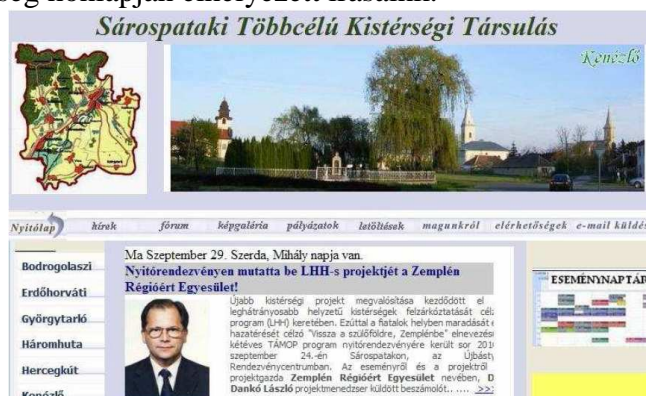 Sárospataki Többcélú Kistérségi Társulás
Kenézlő
Nyitólap hírek fórum képgaléria pályázatok letöltések magunkról elérhetőségek e-mail küldés
Bodrogolaszi
Erdőhorváti
Györgytarló
Háromhuta
Hercegkút
Kenézlő
Ma Szeptember 29. Szerda, Mihály napja van.
Nyitórendezvényen mutatta be LHH-s projektjét a Zemplén
Régióért Egyesület!
Újabb kistérségi projekt megvalósítása kezdődött el
leghátrányosabb helyzetű kistérségek felzárkóztatását
program (LHH) keretében. Ezúttal a fiatalok helyben maradását
hazatérését célzó "Vissza a szülőföldre, Zemplénbe"
kétéves TÁMOP program nyitórendezvényére került sor
szeptember 24.-én Sárospatakon, az
Rendezvénycentrumban. Az eseményről és a projektről
projektgazda Zemplén Régióért Egyesület nevében, D
Dankó László projektmenedzser küldött beszámolót.. ....
ESEMÉNYNAPTÁR